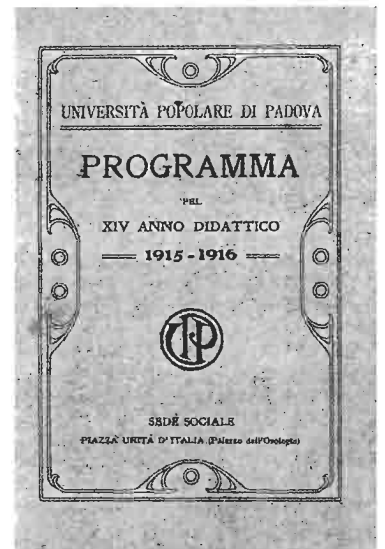 UNIVERSITÀ POPOLARE DI PADOVA
PROGRAMMA
PEL
XIV ANNO DIDATTICO
1915-1916
UP
SEDE SOCIALE
PIAZZA UNITÀ D'ITALIA (Palazzo dell'Orologio)